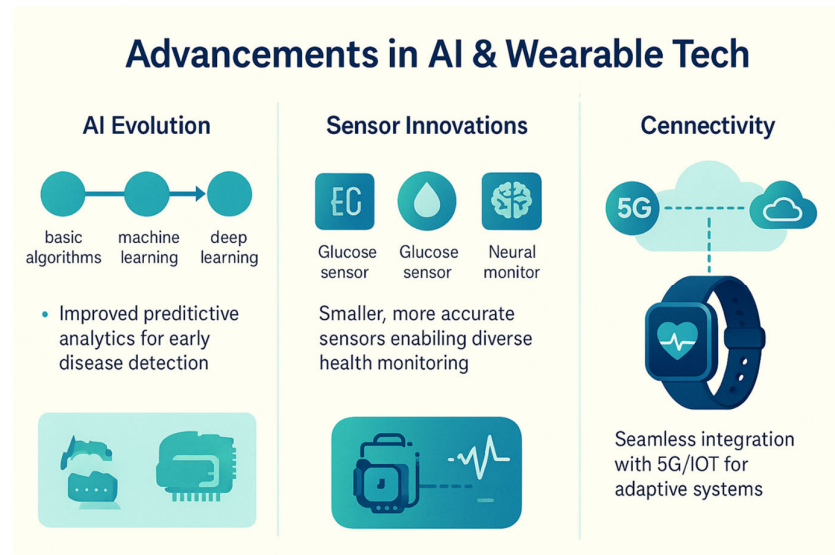 Advancements in AI & Wearable Tech
AI Evolution
basic
algorithms
machine
learning
deep
learning
• Improved preditictive
analytics for early
disease detection
Sensor Innovations
EC
Glucose
sensor
Glucose
sensor
Neural
monitor
Smaller, more accurate
sensors enabiling diverse
health monitoring
Cennectivity
5G
Seamless integration
with 5G/IOT for
adaptive systems